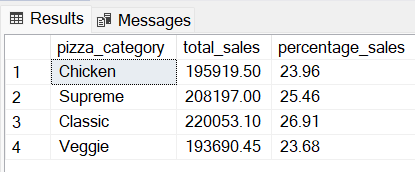 Results Messages
pizza_category total_sales percentage_sales
1 Chicken 195919.50 23.96
2 Supreme 208197.00 25.46
3 Classic 220053.10 26.91
4 Veggie 193690.45 23.68